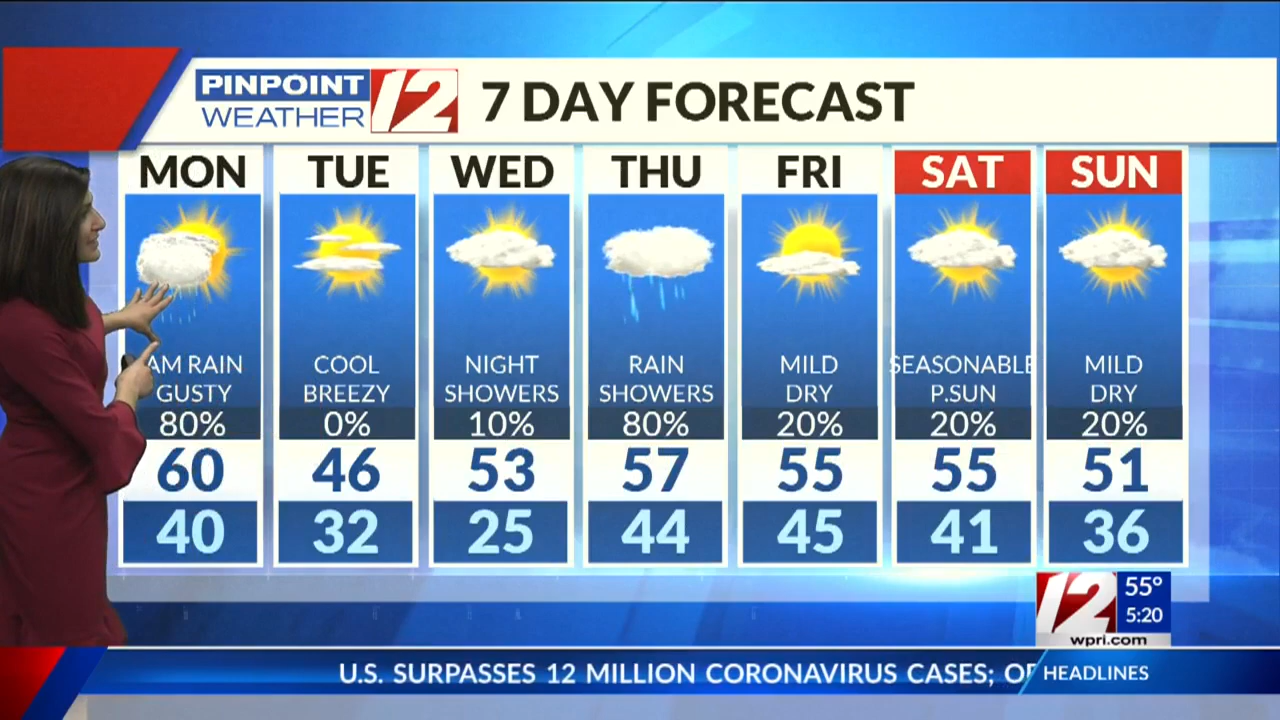 PINPOINT
WEATHER 12
7 DAY FORECAST
MON
TUE
WED
THU
FRI
SAT
SUN
AM RAIN
GUSTY
80%
60
40
COOL
BREEZY
0%
46
32
NIGHT
SHOWERS
10%
53
25
RAIN
SHOWERS
80%
57
44
MILD
DRY
20%
55
45
SEASONABLE
P.SUN
20%
55
41
MILD
DRY
20%
51
36
12
55°
5:20
wpri.com
U.S. SURPASSES 12 MILLION CORONAVIRUS CASES;
HEADLINES